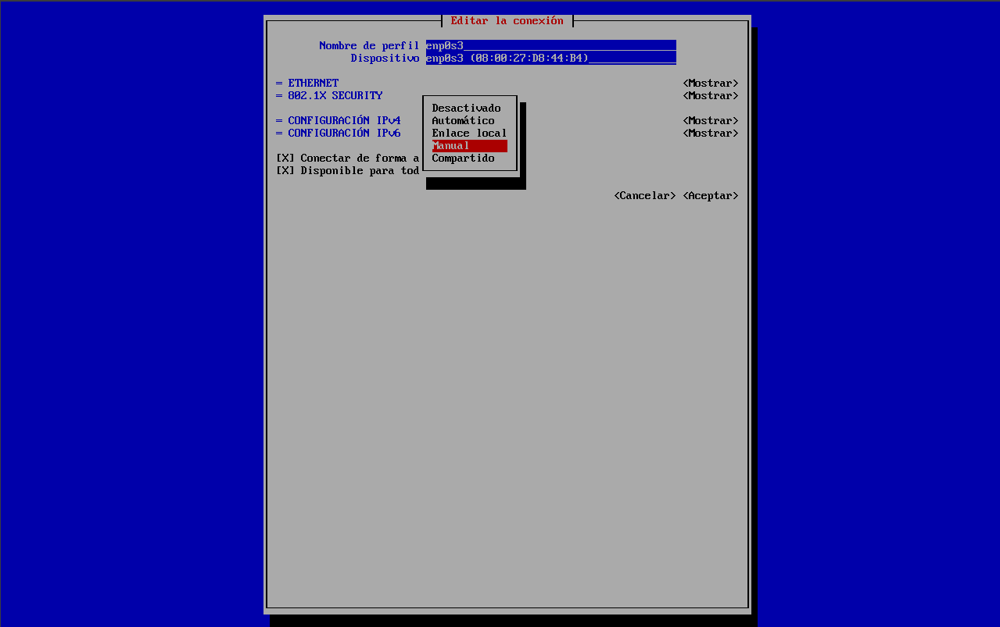 Editar la conexión
Nombre de perfil enp0s3
Dispositivo enp0s3 (08:00:27:D8:44:B4)
= ETHERNET <Mostrar>
= 802.1X SECURITY <Mostrar>
Desactivado
= CONFIGURACIÓN IPv4 Automático <Mostrar>
= CONFIGURACIÓN IPv6 Enlace local <Mostrar>
Manual
[X] Conectar de forma a Compartido
[X] Disponible para tod
<Cancelar> <Aceptar>